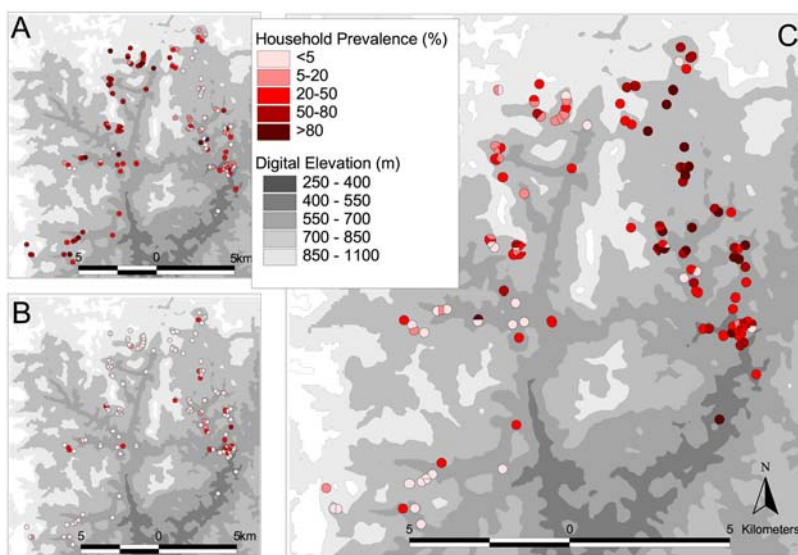 A
Household Prevalence (%)
<5
5-20
20-50
50-80
>80
Digital Elevation (m)
250 - 400
400 - 550
550 - 700
700 - 850
850 - 1100
C
5 0 5km
B
5 0 5km
N
5 0 5
Kilometers